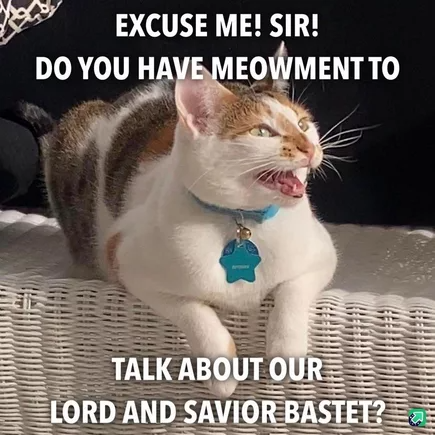 EXCUSE ME! SIR!
DO YOU HAVE MEOWMENT TO
TALK ABOUT OUR
LORD AND SAVIOR BASTET?